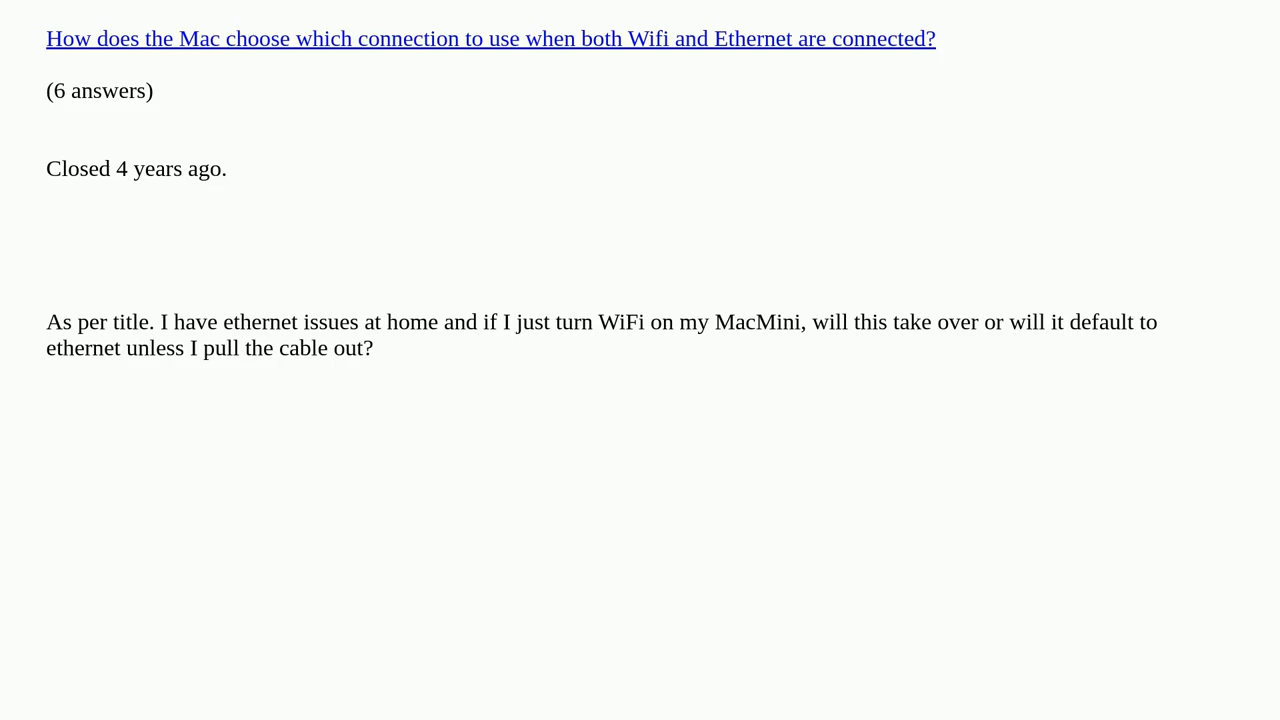 How does the Mac choose which connection to use when both Wifi and Ethernet are connected?
(6 answers)
Closed 4 years ago.
As per title. I have ethernet issues at home and if I just turn WiFi on my MacMini, will this take over or will it default to
ethernet unless I pull the cable out?